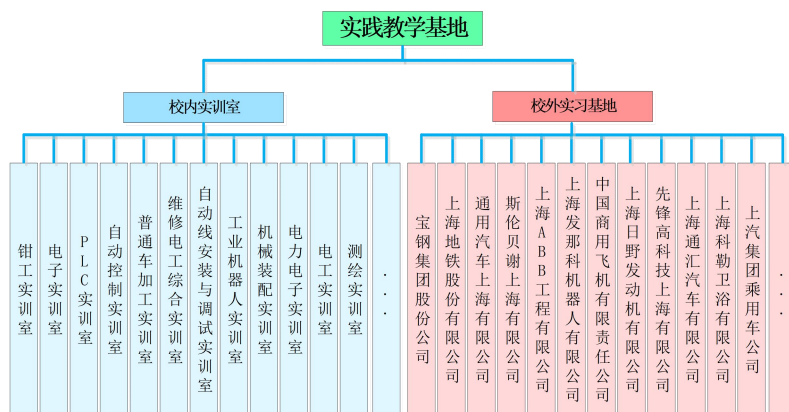 实践教学基地
校内实训室
校外实习基地
钳工实训室
电子实训室
PLC实训室
自动控制实训室
普通车加工实训室
维修电工综合实训室
自动线安装与调试实训室
工业机器人实训室
机械装配实训室
电力电子实训室
电工实训室
测绘实训室
...
宝钢集团股份公司
上海地铁股份有限公司
通用汽车上海有限公司
斯伦贝谢上海有限公司
上海ABB工程有限公司
上海发那科机器人有限公司
中国商用飞机有限责任公司
上海日野发动机有限公司
先锋高科技上海有限公司
上海通汇汽车有限公司
上海科勒卫浴有限公司
上汽集团乘用车公司
...